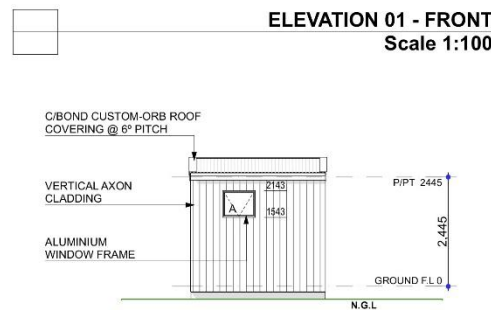 ELEVATION 01 - FRONT
Scale 1:100
C/BOND CUSTOM-ORB ROOF
COVERING @ 6º PITCH
2143
P/PT 2445
VERTICAL AXON
CLADDING
A
1543
2,445
ALUMINIUM
WINDOW FRAME
GROUND F.L 0
N.G.L